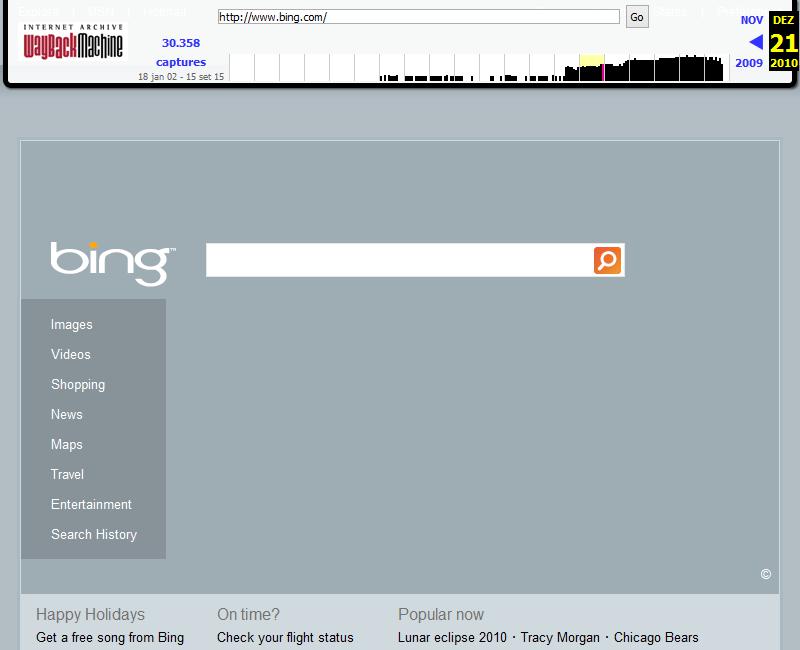 http://www.bing.com/
Go
INTERNET ARCHIVE
WayBackMachine
30.358
captures
18 jan 02 - 15 set 15
NOV
DEZ
21
2009
2010
bing™
Images
Videos
Shopping
News
Maps
Travel
Entertainment
Search History
©
Happy Holidays
On time?
Popular now
Get a free song from Bing
Check your flight status
Lunar eclipse 2010 · Tracy Morgan · Chicago Bears